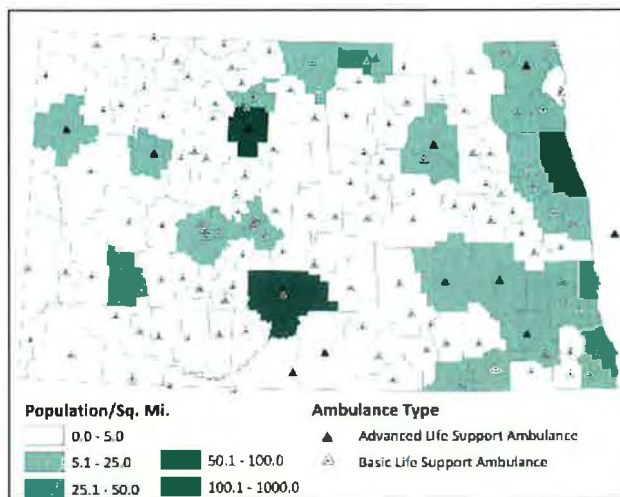 Population/Sq. Mi.
0.0 - 5.0
5.1 - 25.0
25.1 - 50.0
50.1 - 100.0
100.1 - 1000.0
Ambulance Type
Advanced Life Support Ambulance
Basic Life Support Ambulance